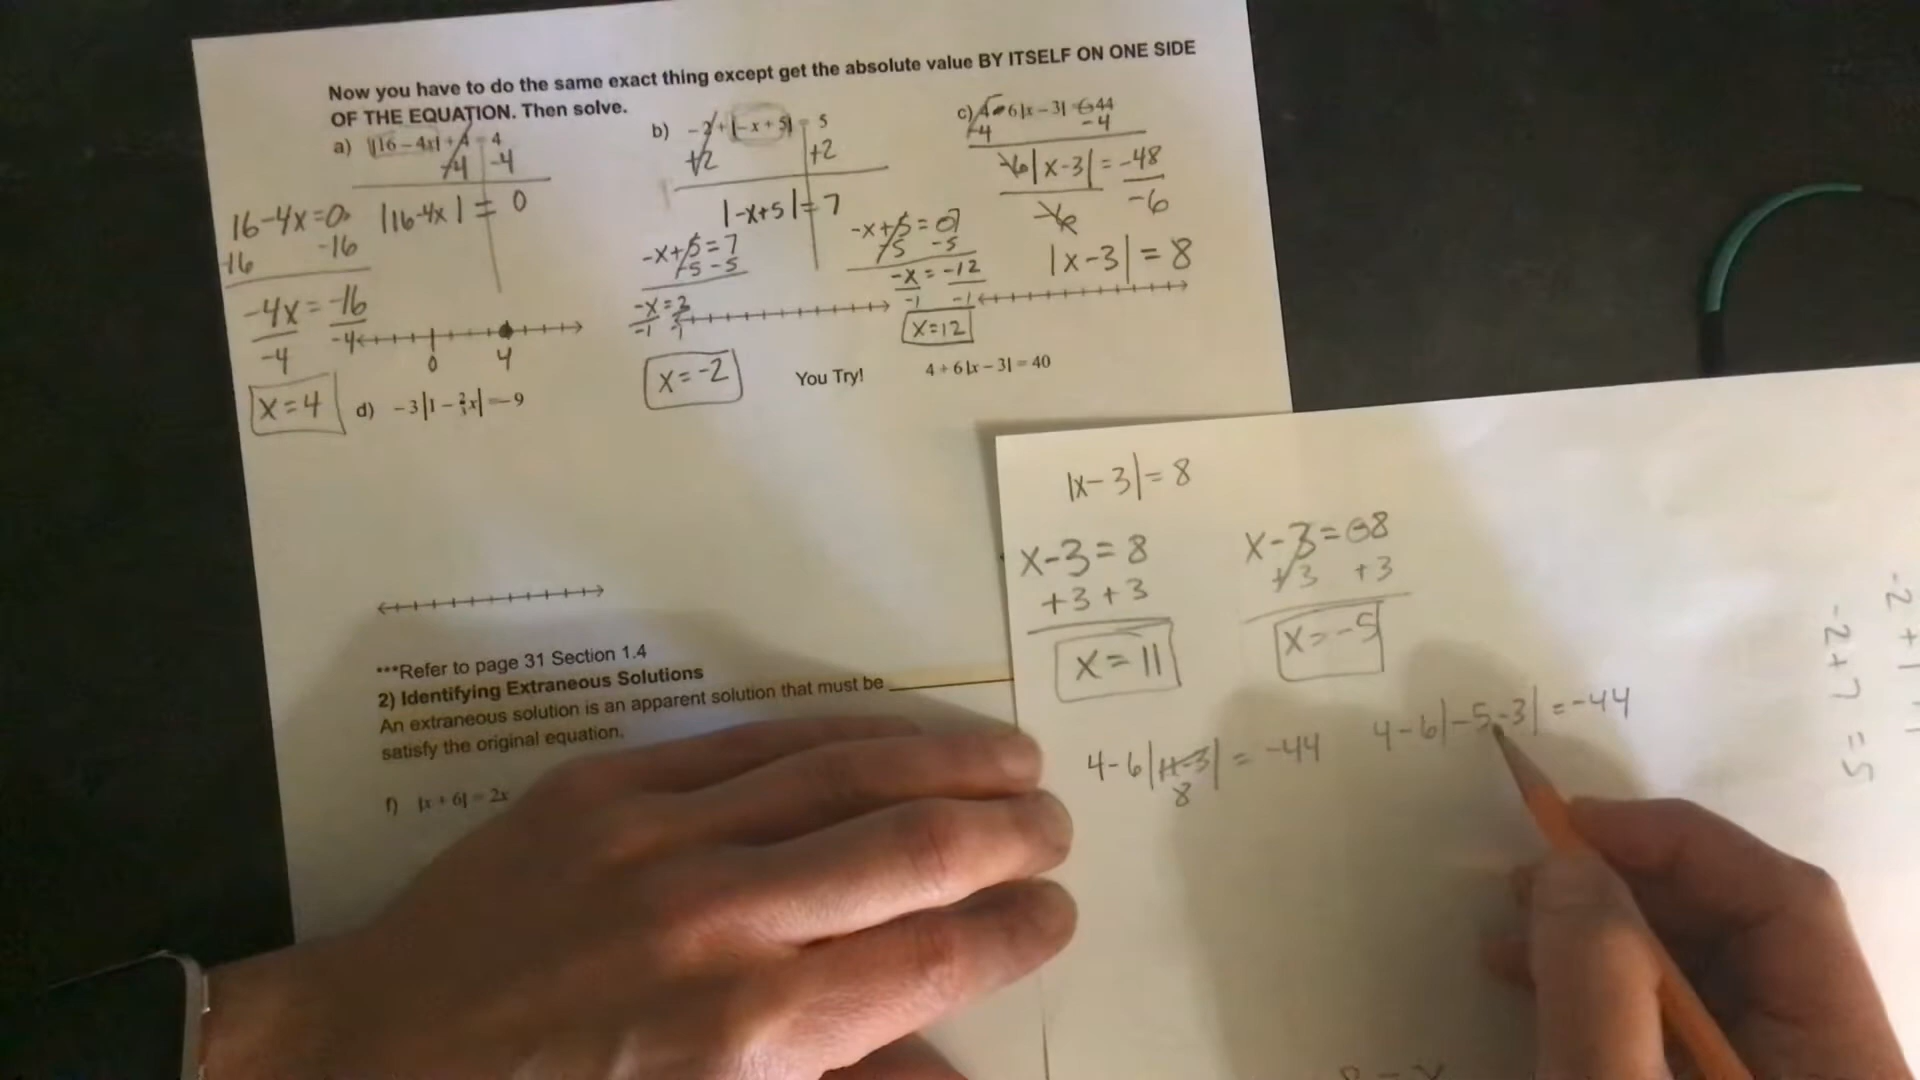 Now you have to do the same exact thing except get the absolute value BY ITSELF ON ONE SIDE
OF THE EQUATION. Then solve.
a) |16 – 4x| + 4 = 4
-4 -4
|16-4x| = 0
16-4x=0
-16 -16
-4x = -16
-4 -4
x=4
0 4
b) -2 + |-x + 5| = 5
+2 +2
|-x+5|=7
-x+5=7
-5 -5
-x=2
-1 -1
x=-2
-x+5=-7
-5 -5
-x = -12
-1 -1
x=12
c) 4 - 6|x – 3| = -44
-4 -4
-6|x-3| = -48
-6 -6
|x-3| = 8
You Try! 4 + 6|x – 3| = 40
d) -3|1 – x| = -9
***Refer to page 31 Section 1.4
2) Identifying Extraneous Solutions
An extraneous solution is an apparent solution that must be
satisfy the original equation.
f) |x + 6| = 2x
|x-3|=8
x-3=8
+3 +3
x=11
x-3=-8
+3 +3
x=-5
4-6|11-3| = -44
8
4-6|-5-3| = -44
-2+7=5